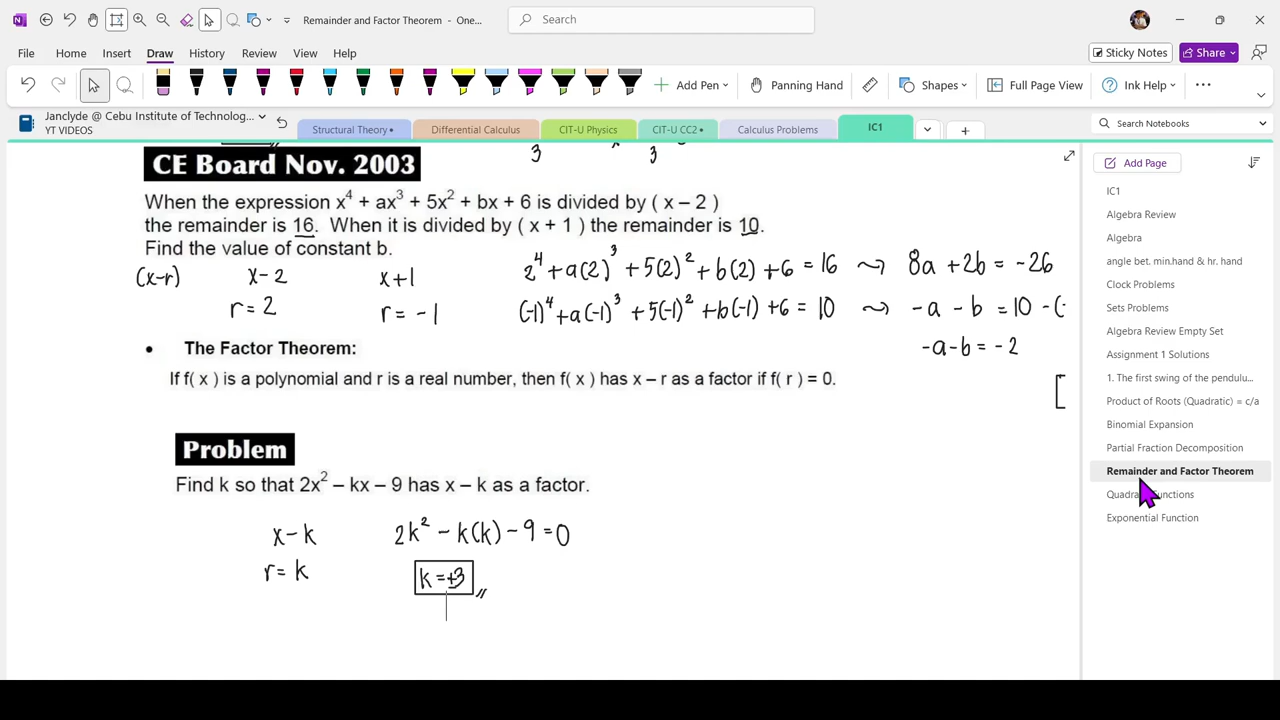 Remainder and Factor Theorem - One...
Search
File Home Insert Draw History Review View Help
Sticky Notes Share
Add Pen Panning Hand Shapes Full Page View Ink Help
Janclyde @ Cebu Institute of Technolog...
YT VIDEOS
Structural Theory Differential Calculus CIT-U Physics CIT-U CC2 Calculus Problems IC1
Search Notebooks
Add Page
IC1
Algebra Review
Algebra
angle bet. min.hand & hr. hand
Clock Problems
Sets Problems
Algebra Review Empty Set
Assignment 1 Solutions
1. The first swing of the pendulu...
Product of Roots (Quadratic) = c/a
Binomial Expansion
Partial Fraction Decomposition
Remainder and Factor Theorem
Functions
Exponential Function
3 3
CE Board Nov. 2003
When the expression x⁴ + ax³ + 5x² + bx + 6 is divided by ( x – 2 )
the remainder is 16. When it is divided by ( x + 1 ) the remainder is 10.
Find the value of constant b.
(x-r) x-2 x+1
r = 2 r = -1
2⁴ + a(2)³ + 5(2)² + b(2) + 6 = 16 ⤳ 8a + 2b = -26
(-1)⁴ + a(-1)³ + 5(-1)² + b(-1) + 6 = 10 ⤳ -a - b = 10 - (
-a-b = -2
• The Factor Theorem:
If f( x ) is a polynomial and r is a real number, then f( x ) has x – r as a factor if f( r ) = 0.
[
Problem
Find k so that 2x² – kx – 9 has x – k as a factor.
x-k 2k² - k(k) - 9 = 0
r = k k = ±3 //